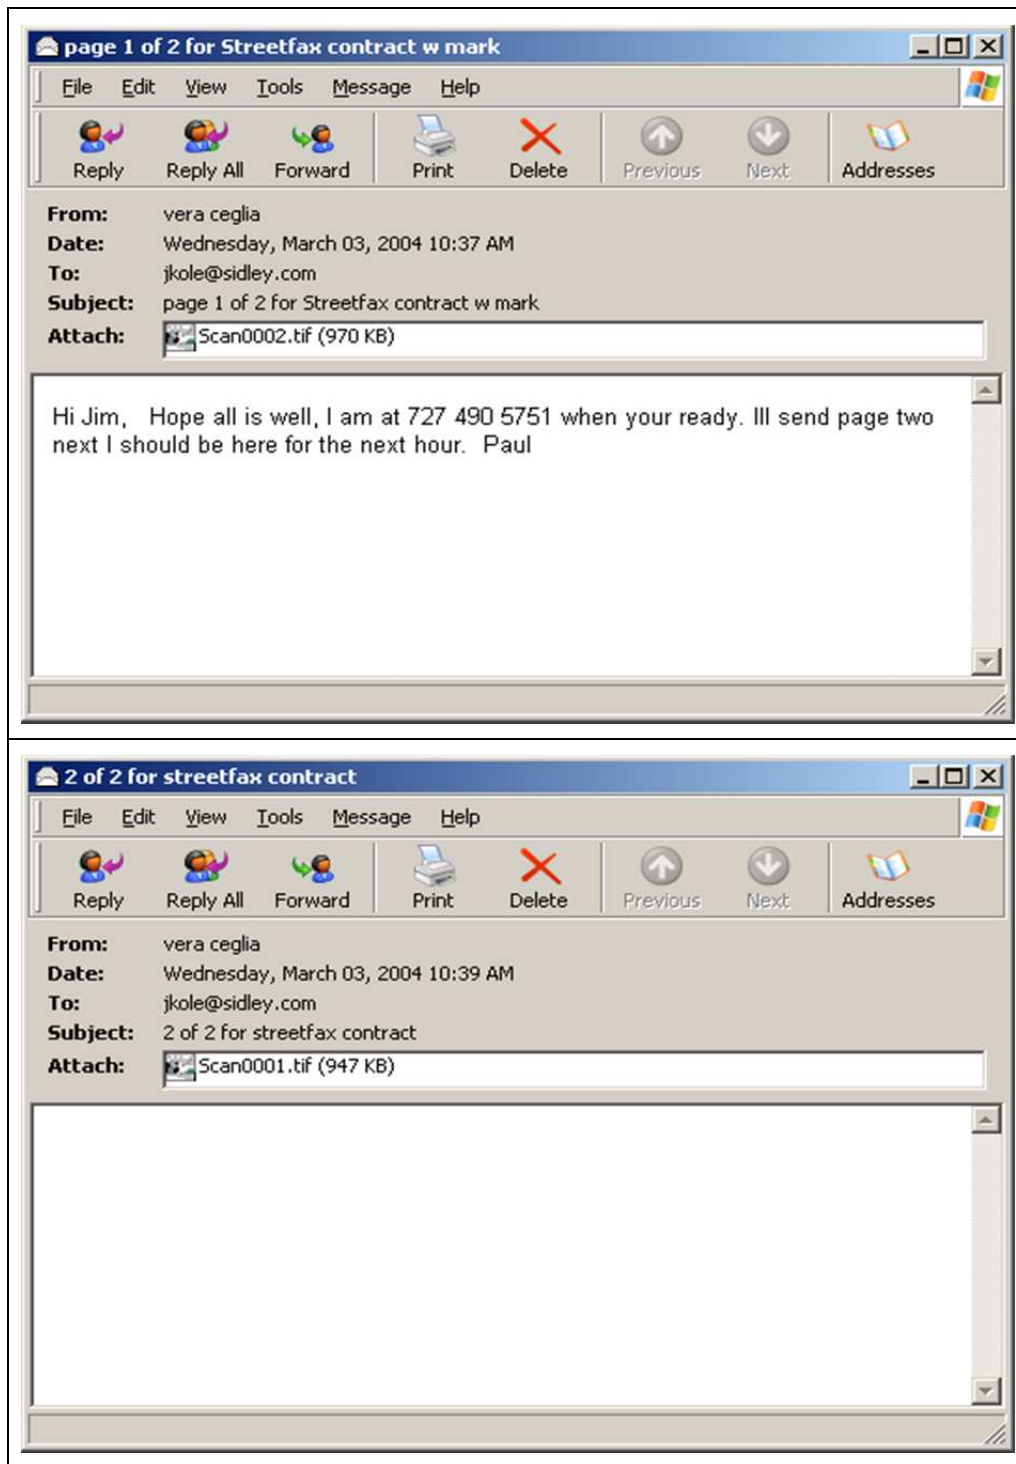 page 1 of 2 for Streetfax contract w mark
File Edit View Tools Message Help
Reply Reply All Forward Print Delete Previous Next Addresses
From: vera ceglia
Date: Wednesday, March 03, 2004 10:37 AM
To: jkole@sidley.com
Subject: page 1 of 2 for Streetfax contract w mark
Attach: Scan0002.tif (970 KB)
Hi Jim, Hope all is well, I am at 727 490 5751 when your ready. Ill send page two
next I should be here for the next hour. Paul
2 of 2 for streetfax contract
File Edit View Tools Message Help
Reply Reply All Forward Print Delete Previous Next Addresses
From: vera ceglia
Date: Wednesday, March 03, 2004 10:39 AM
To: jkole@sidley.com
Subject: 2 of 2 for streetfax contract
Attach: Scan0001.tif (947 KB)